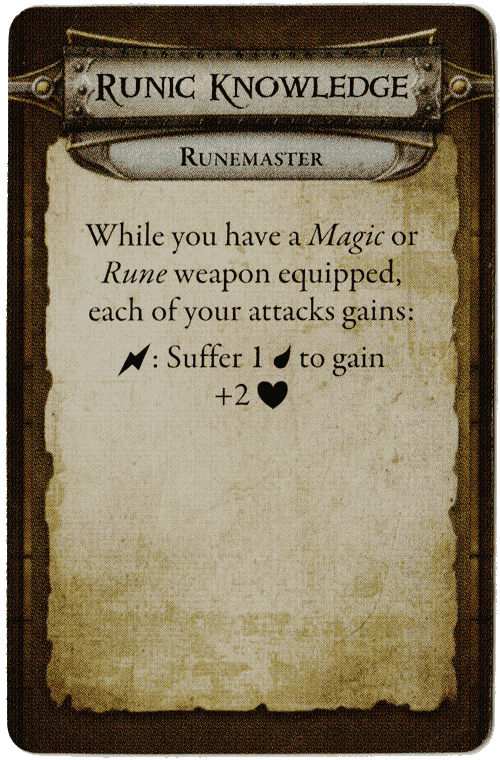 Runic Knowledge
Runemaster
While you have a Magic or
Rune weapon equipped,
each of your attacks gains:
: Suffer 1 to gain
+2